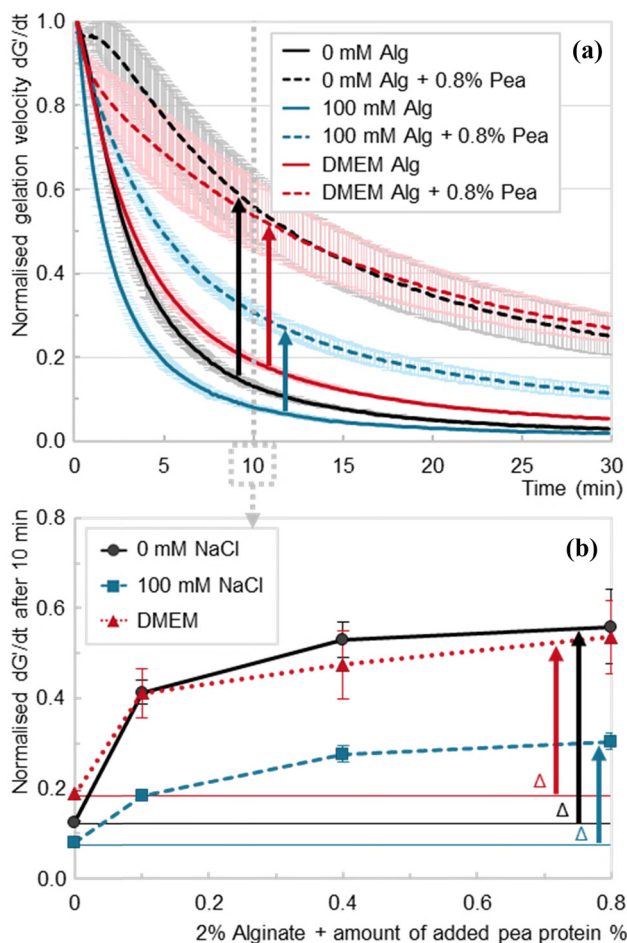 Normalised gelation velocity dG'/dt
1.0
0.8
0.6
0.4
0.2
0.0
(a)
0 mM Alg
0 mM Alg + 0.8% Pea
100 mM Alg
100 mM Alg + 0.8% Pea
DMEM Alg
DMEM Alg + 0.8% Pea
0
5
10
15
20
25
30
Time (min)
Normalised dG'/dt after 10 min
0.8
0.6
0.4
0.2
0.0
(b)
0 mM NaCl
100 mM NaCl
DMEM
Δ
Δ
Δ
0
0.2
0.4
0.6
0.8
2% Alginate + amount of added pea protein %